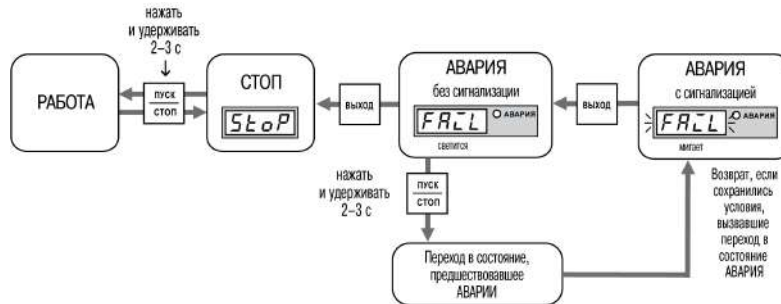 нажать
и удерживать
2–3 с
РАБОТА
ПУСК
СТОП
СТОП
StoP
ВЫХОД
АВАРИЯ
без сигнализации
FAIL
АВАРИЯ
светится
ВЫХОД
АВАРИЯ
с сигнализацией
FAIL
АВАРИЯ
мигает
нажать
и удерживать
2–3 с
ПУСК
СТОП
Переход в состояние,
предшествовавшее
АВАРИИ
Возврат, если
сохранились
условия,
вызвавшие
переход в
состояние
АВАРИЯ